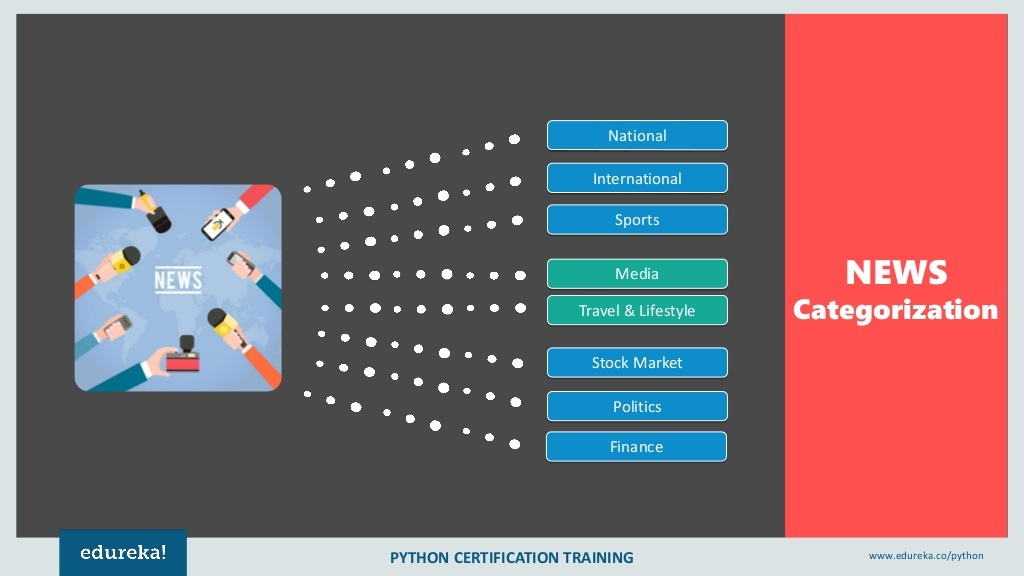 National
International
Sports
Media
Travel & Lifestyle
Stock Market
Politics
Finance
NEWS
NEWS
Categorization
edureka!
PYTHON CERTIFICATION TRAINING
www.edureka.co/python